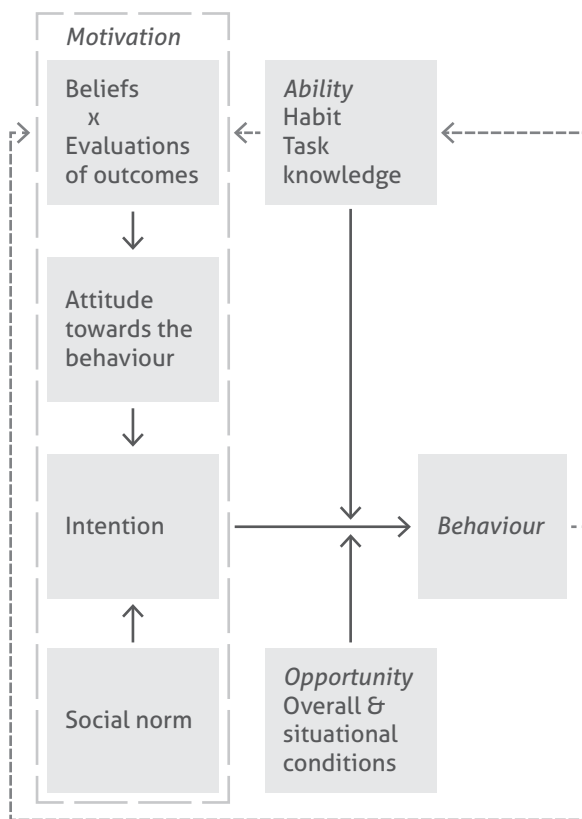 Motivation
Beliefs
x
Evaluations
of outcomes
Ability
Habit
Task
knowledge
Attitude
towards the
behaviour
Intention
Behaviour
Social norm
Opportunity
Overall &
situational
conditions